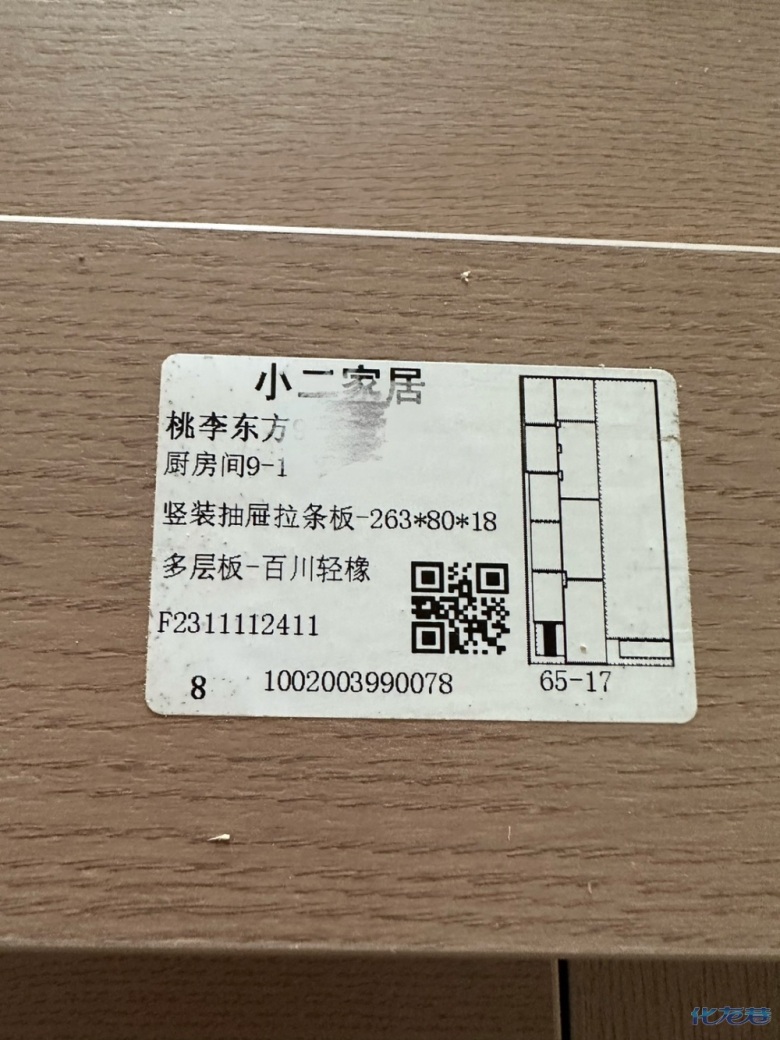 小二家居
桃李东方
厨房间9-1
竖装抽屉拉条板-263*80*18
多层板-百川轻橡
F2311112411
8
1002003990078
65-17
化龙巷